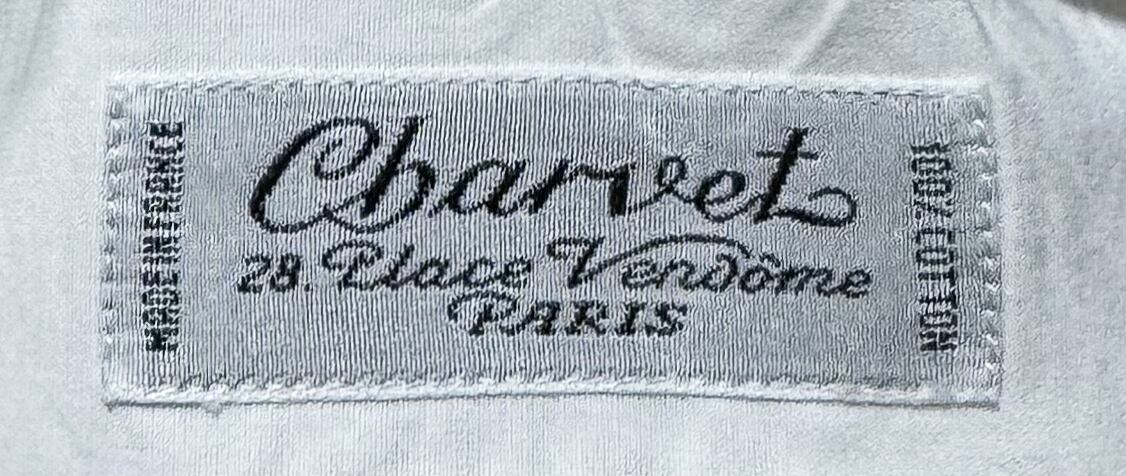 MADE IN FRANCE
Charvet
28. Place Vendôme
PARIS
100% COTTON